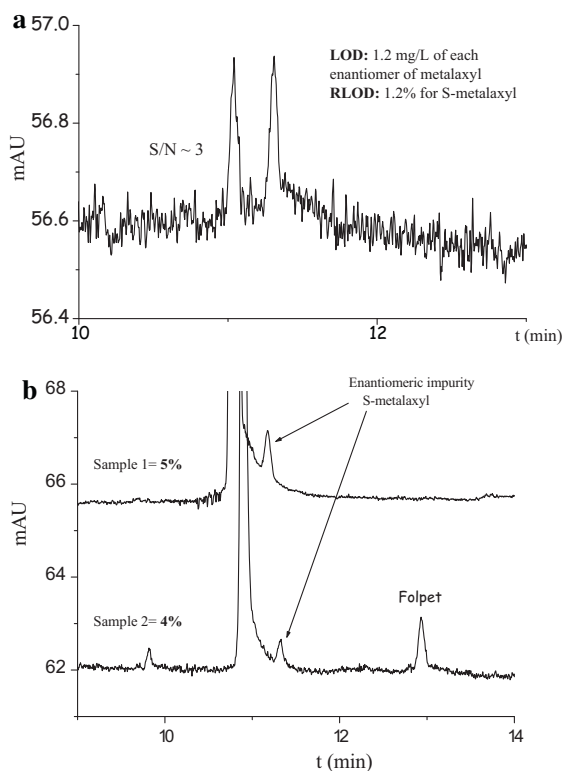 a
57.0
LOD: 1.2 mg/L of each
enantiomer of metalaxyl
RLOD: 1.2% for S-metalaxyl
56.8
S/N ~ 3
mAU
56.6
56.4
10
12
t (min)
b
68
Enantiomeric impurity
S-metalaxyl
Sample 1= 5%
66
mAU
64
Folpet
Sample 2= 4%
62
10
11
12
13
14
t (min)